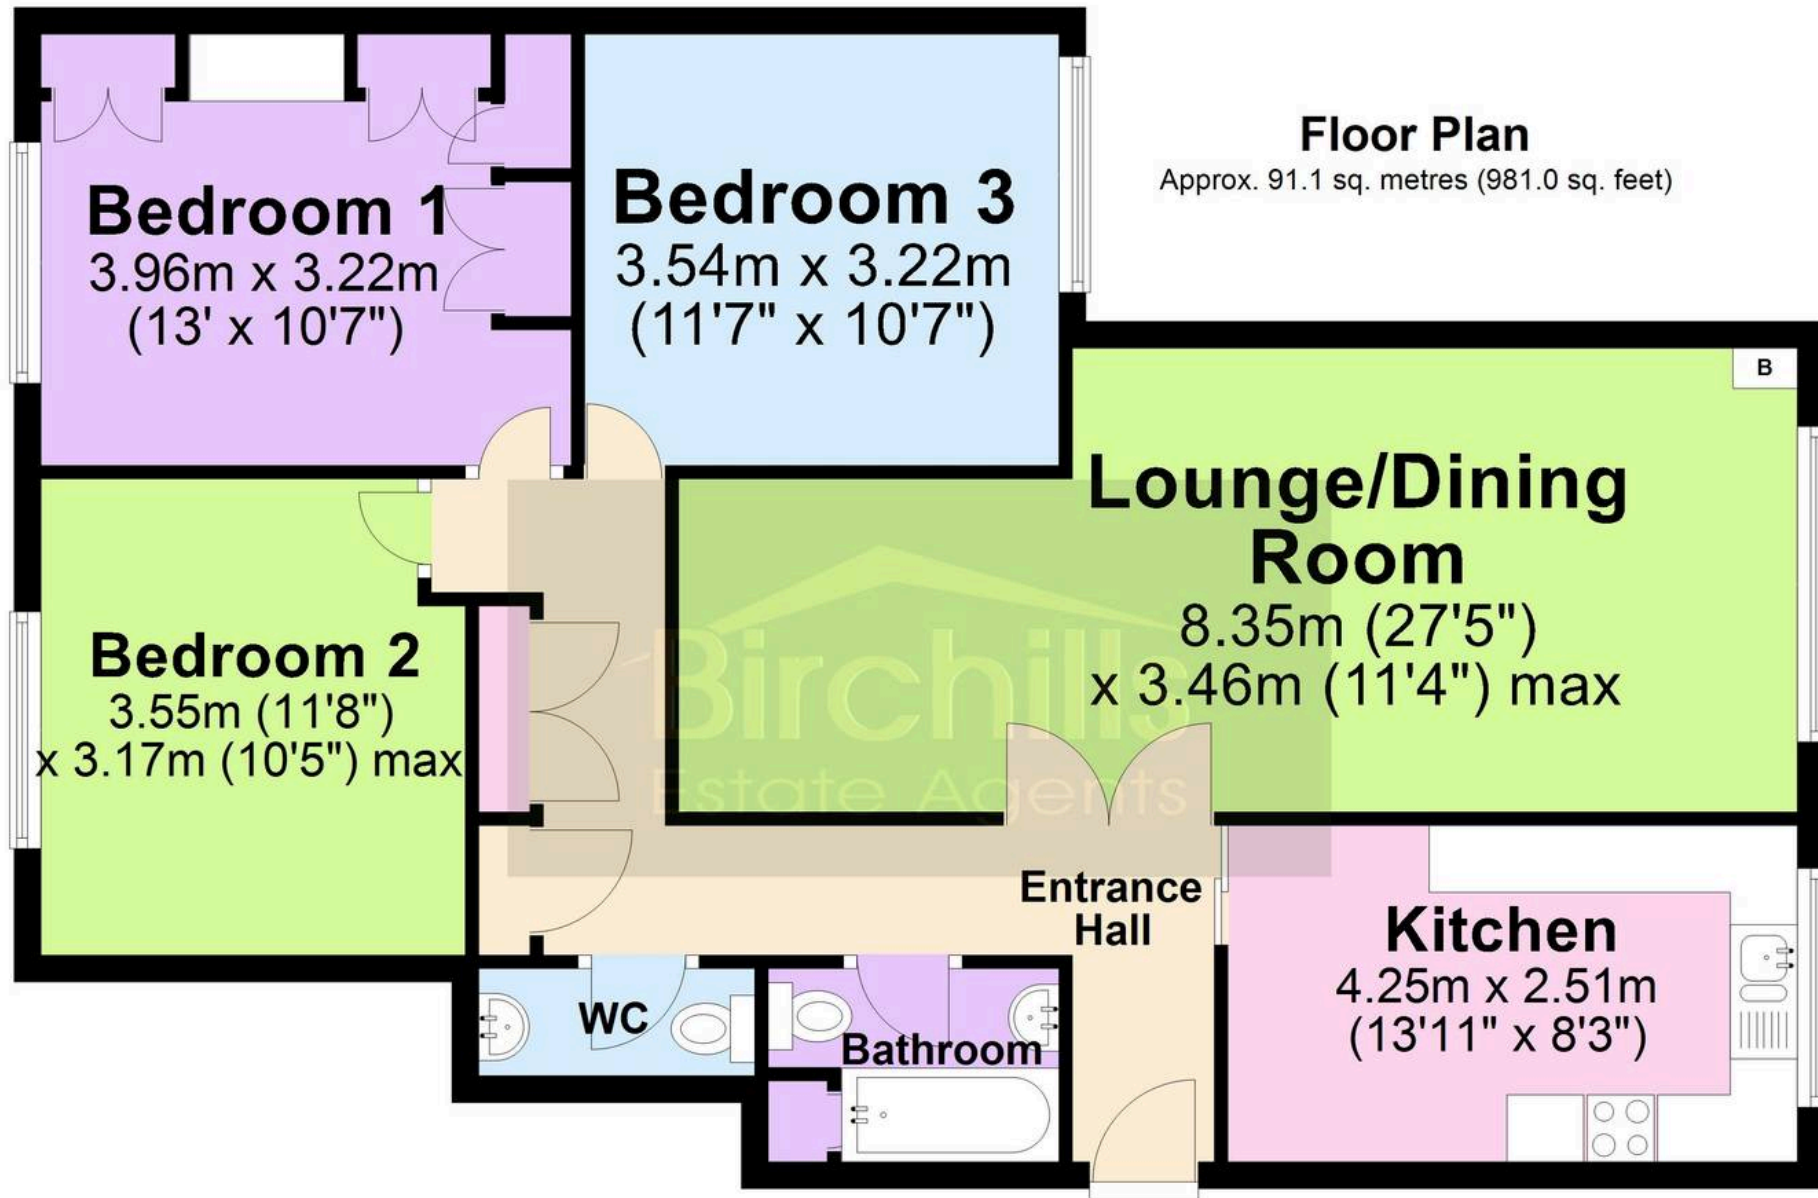 Floor Plan
Approx. 91.1 sq. metres (981.0 sq. feet)
Bedroom 1
3.96m x 3.22m
(13' x 10'7")
Bedroom 3
3.54m x 3.22m
(11'7" x 10'7")
B
Lounge/Dining
Room
8.35m (27'5")
x 3.46m (11'4") max
Bedroom 2
3.55m (11'8")
x 3.17m (10'5") max
Birchills
Estate Agents
Entrance
Hall
Kitchen
4.25m x 2.51m
(13'11" x 8'3")
WC
Bathroom